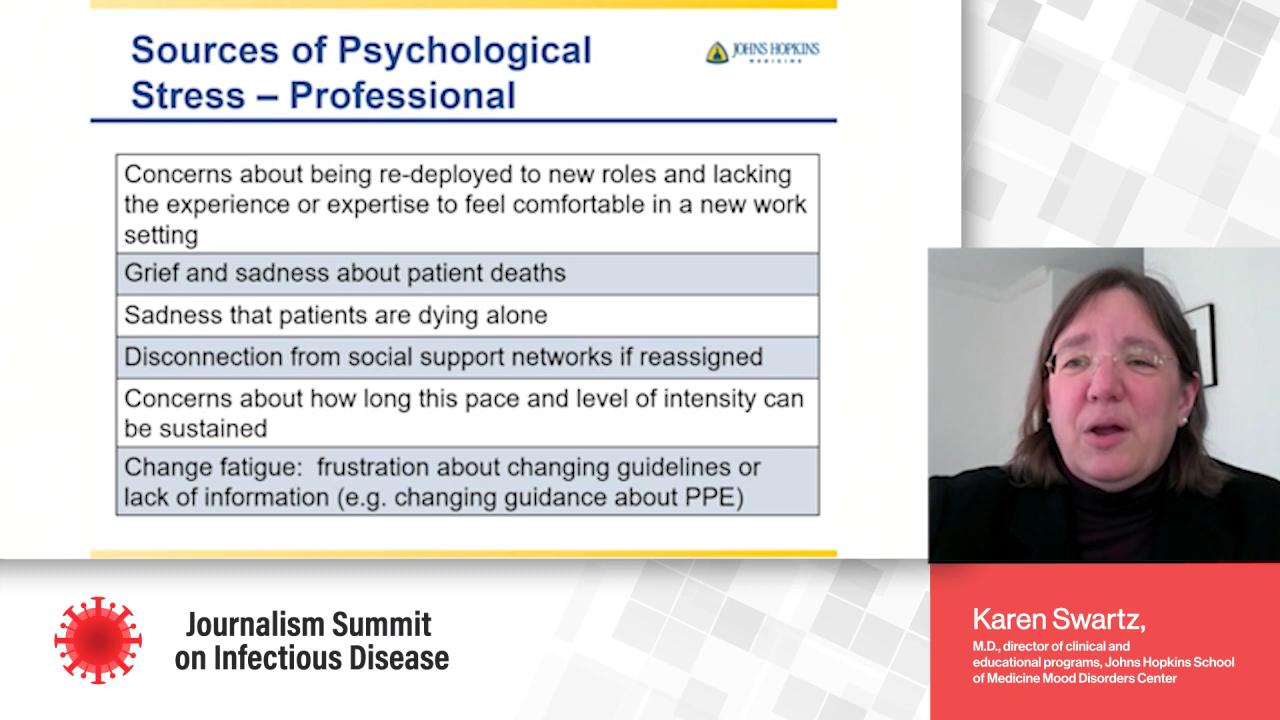 Sources of Psychological
Stress – Professional
JOHNS HOPKINS
MEDICINE
Concerns about being re-deployed to new roles and lacking
the experience or expertise to feel comfortable in a new work
setting
Grief and sadness about patient deaths
Sadness that patients are dying alone
Disconnection from social support networks if reassigned
Concerns about how long this pace and level of intensity can
be sustained
Change fatigue:  frustration about changing guidelines or
lack of information (e.g. changing guidance about PPE)
Journalism Summit
on Infectious Disease
Karen Swartz,
M.D., director of clinical and
educational programs, Johns Hopkins School
of Medicine Mood Disorders Center